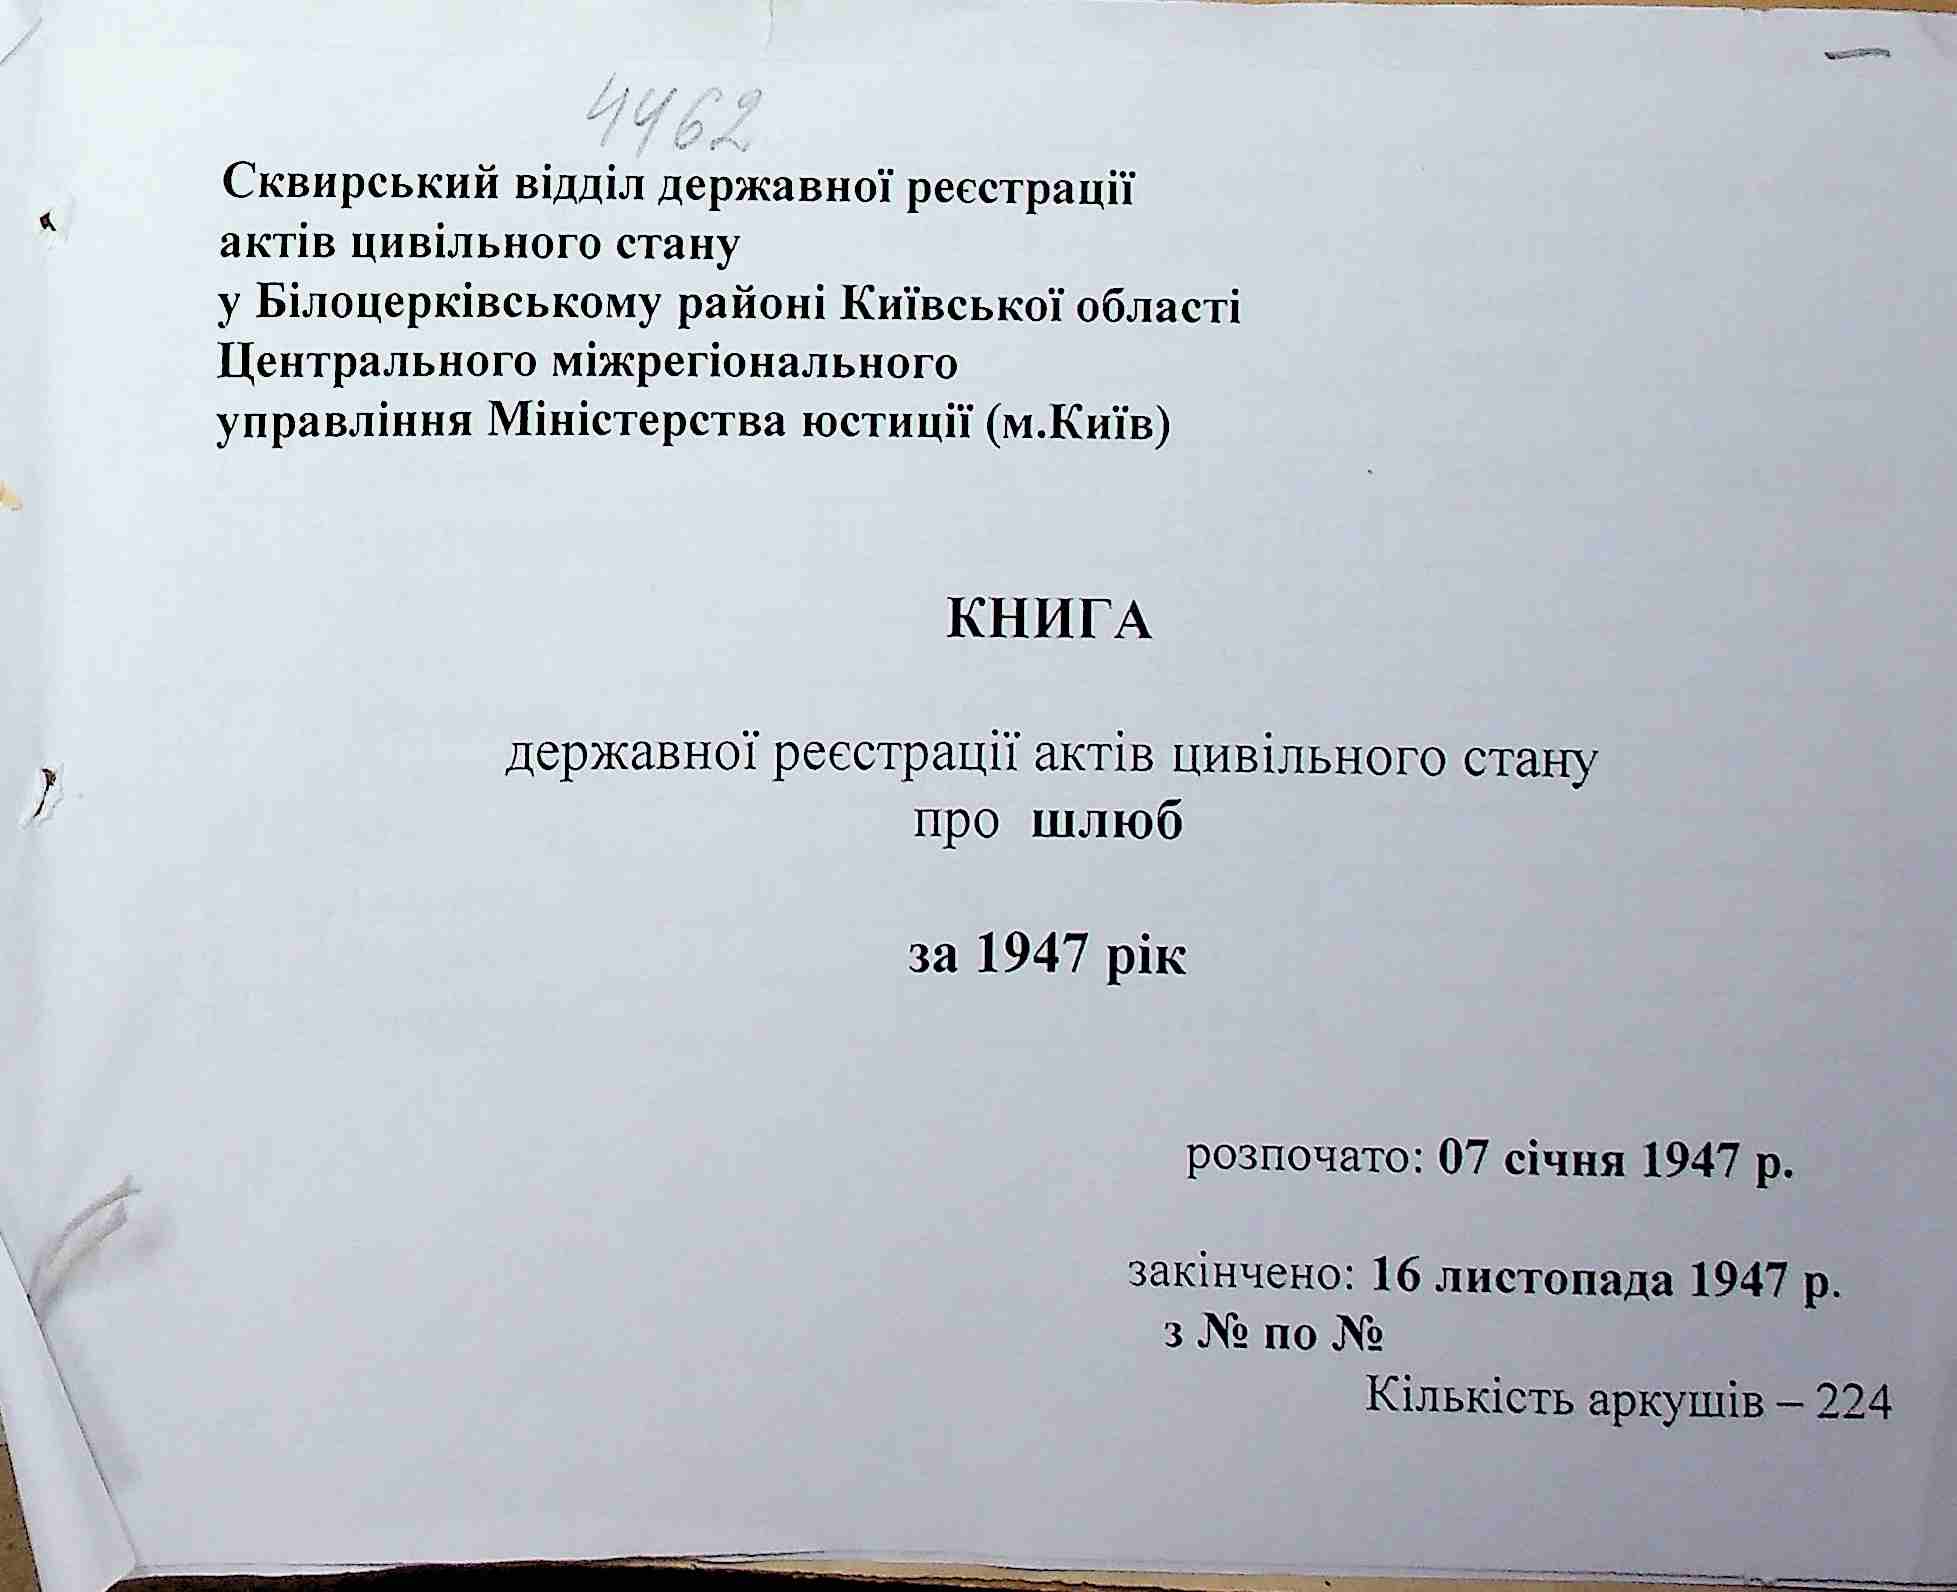 4462
Сквирський відділ державної реєстрації
актів цивільного стану
у Білоцерківському районі Київської області
Центрального міжрегіонального
управління Міністерства юстиції (м.Київ)
КНИГА
державної реєстрації актів цивільного стану
про шлюб
за 1947 рік
розпочато: 07 січня 1947 р.
закінчено: 16 листопада 1947 р.
з № по №
Кількість аркушів – 224